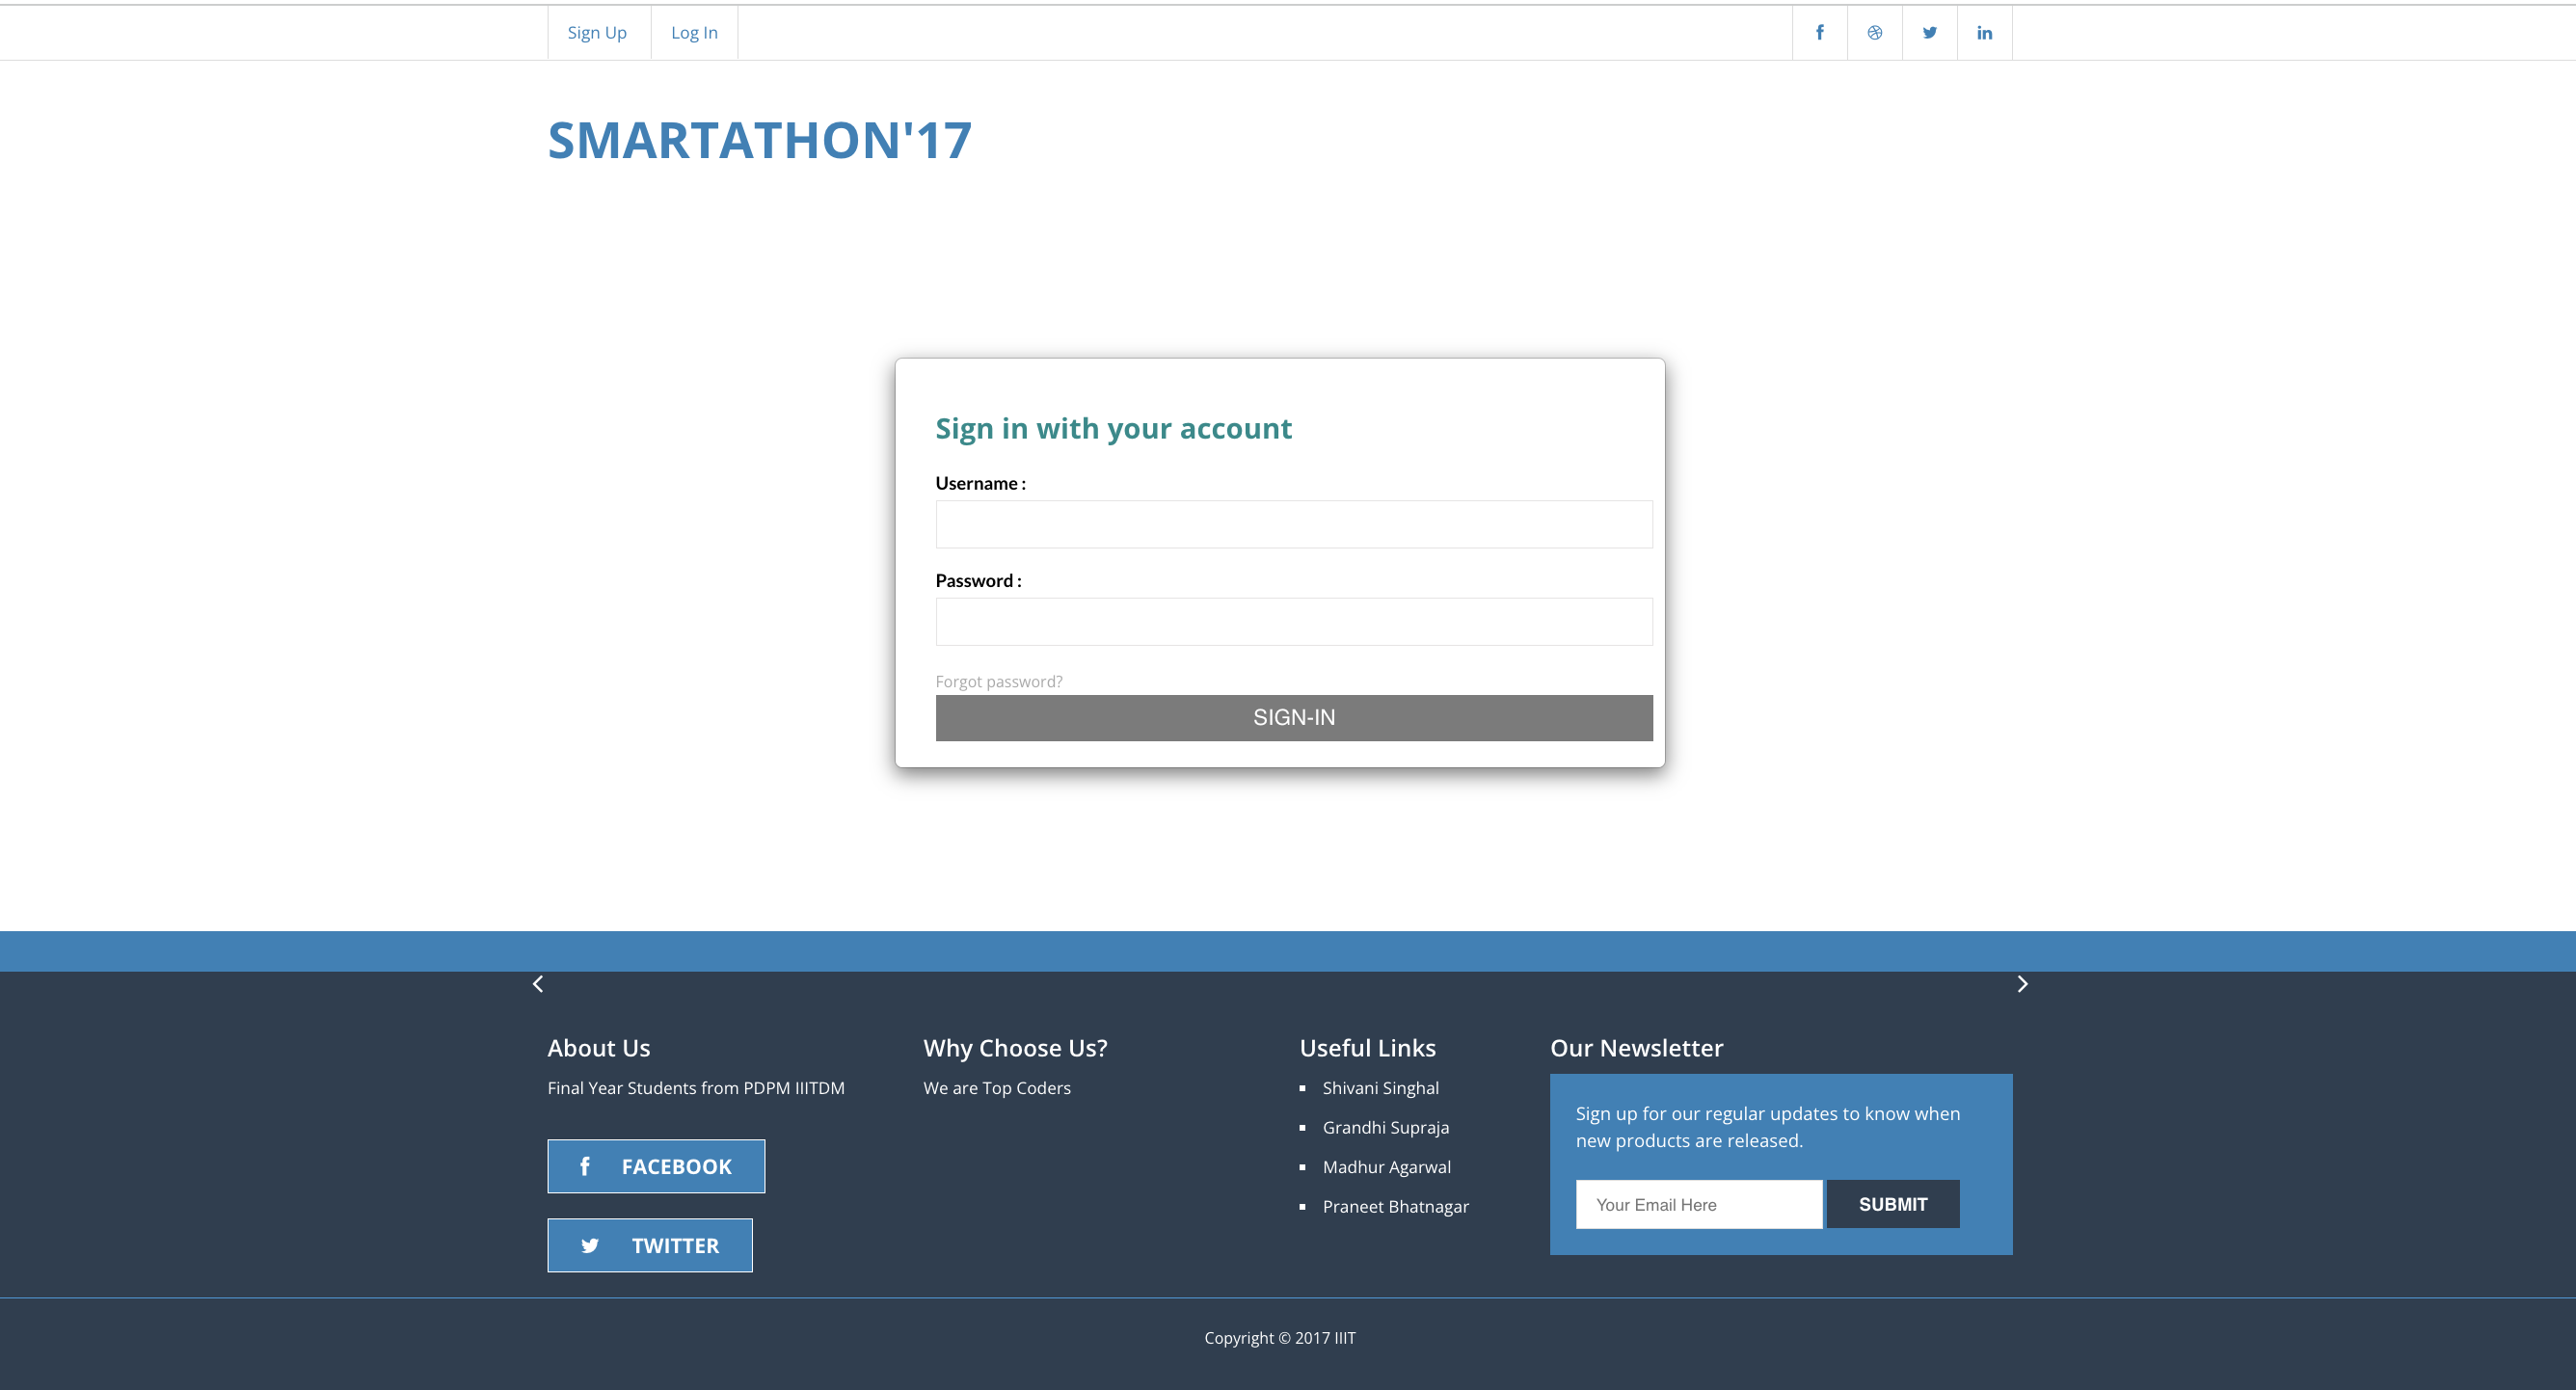 Sign Up
Log In
SMARTATHON'17
Sign in with your account
Username :
Password :
Forgot password?
SIGN-IN
About Us
Final Year Students from PDPM IIITDM
FACEBOOK
TWITTER
Why Choose Us?
We are Top Coders
Useful Links
Shivani Singhal
Grandhi Supraja
Madhur Agarwal
Praneet Bhatnagar
Our Newsletter
Sign up for our regular updates to know when
new products are released.
Your Email Here
SUBMIT
Copyright © 2017 IIIT